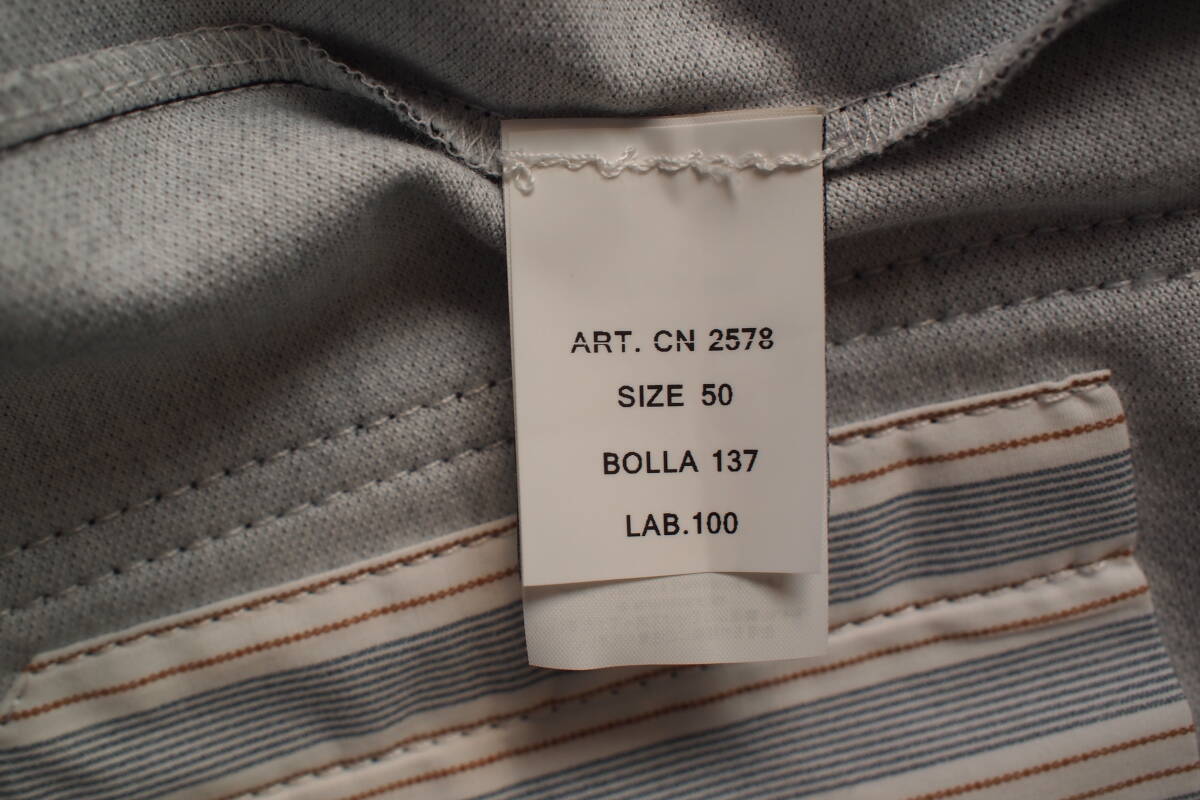 ART. CN 2578
SIZE 50
BOLLA 137
LAB.100